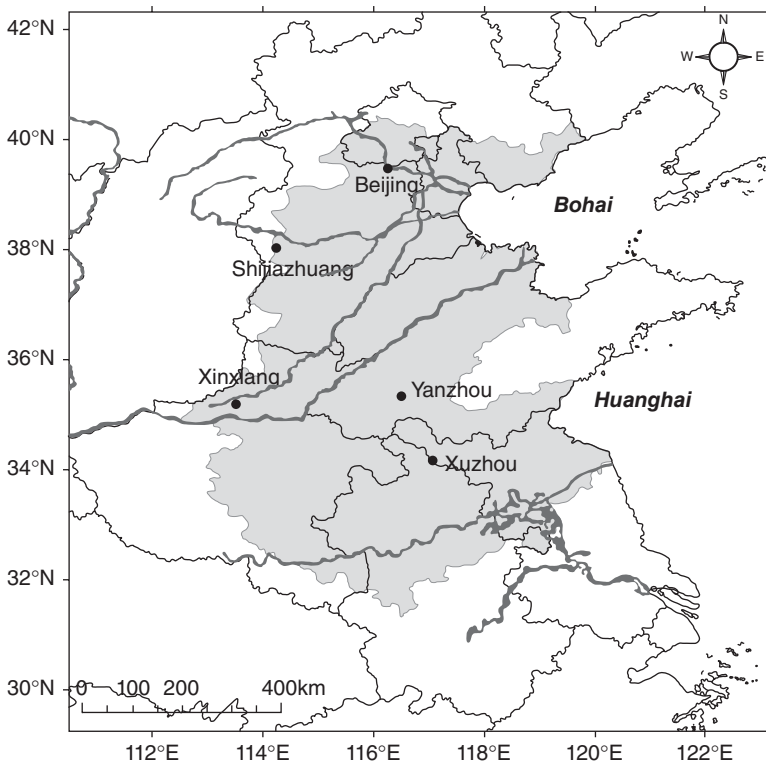 42°N
N
W
E
S
40°N
Beijing
Bohai
38°N
Shijiazhuang
36°N
Xinxiang
Yanzhou
Huanghai
34°N
Xuzhou
32°N
30°N
0 100 200 400km
112°E 114°E 116°E 118°E 120°E 122°E